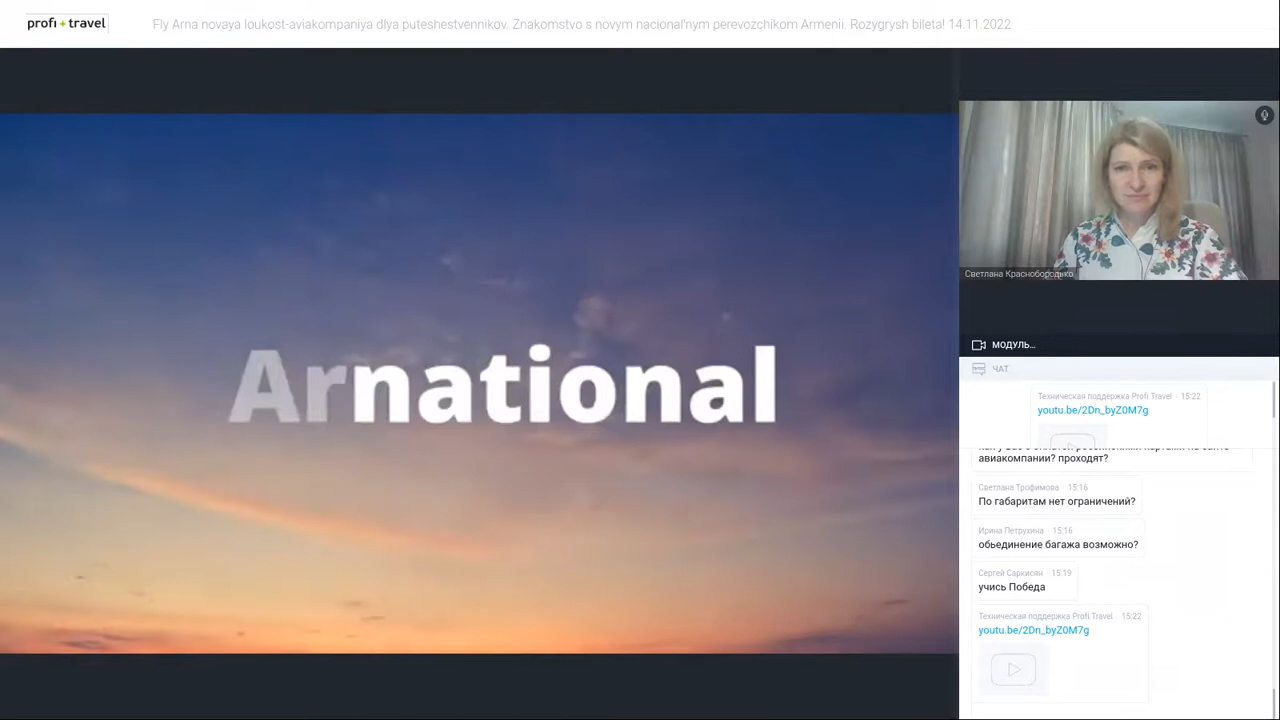 profi travel
Fly Arna novaya loukost-aviakompaniya dlya puteshestvennikov. Znakomstvo s novym nacional'nym perevozchikom Armenii. Rozygrysh bileta! 14.11.2022
Arnational
Светлана Краснобородько
МОДУЛЬ...
ЧАТ
Техническая поддержка Profi.Travel 15:22
youtu.be/2Dn_byZ0M7g
авиакомпании? проходят?
Светлана Трофимова 15:16
По габаритам нет ограничений?
Ирина Петрухина 15:16
обьединение багажа возможно?
Сергей Саркисян 15:19
учись Победа
Техническая поддержка Profi.Travel 15:22
youtu.be/2Dn_byZ0M7g